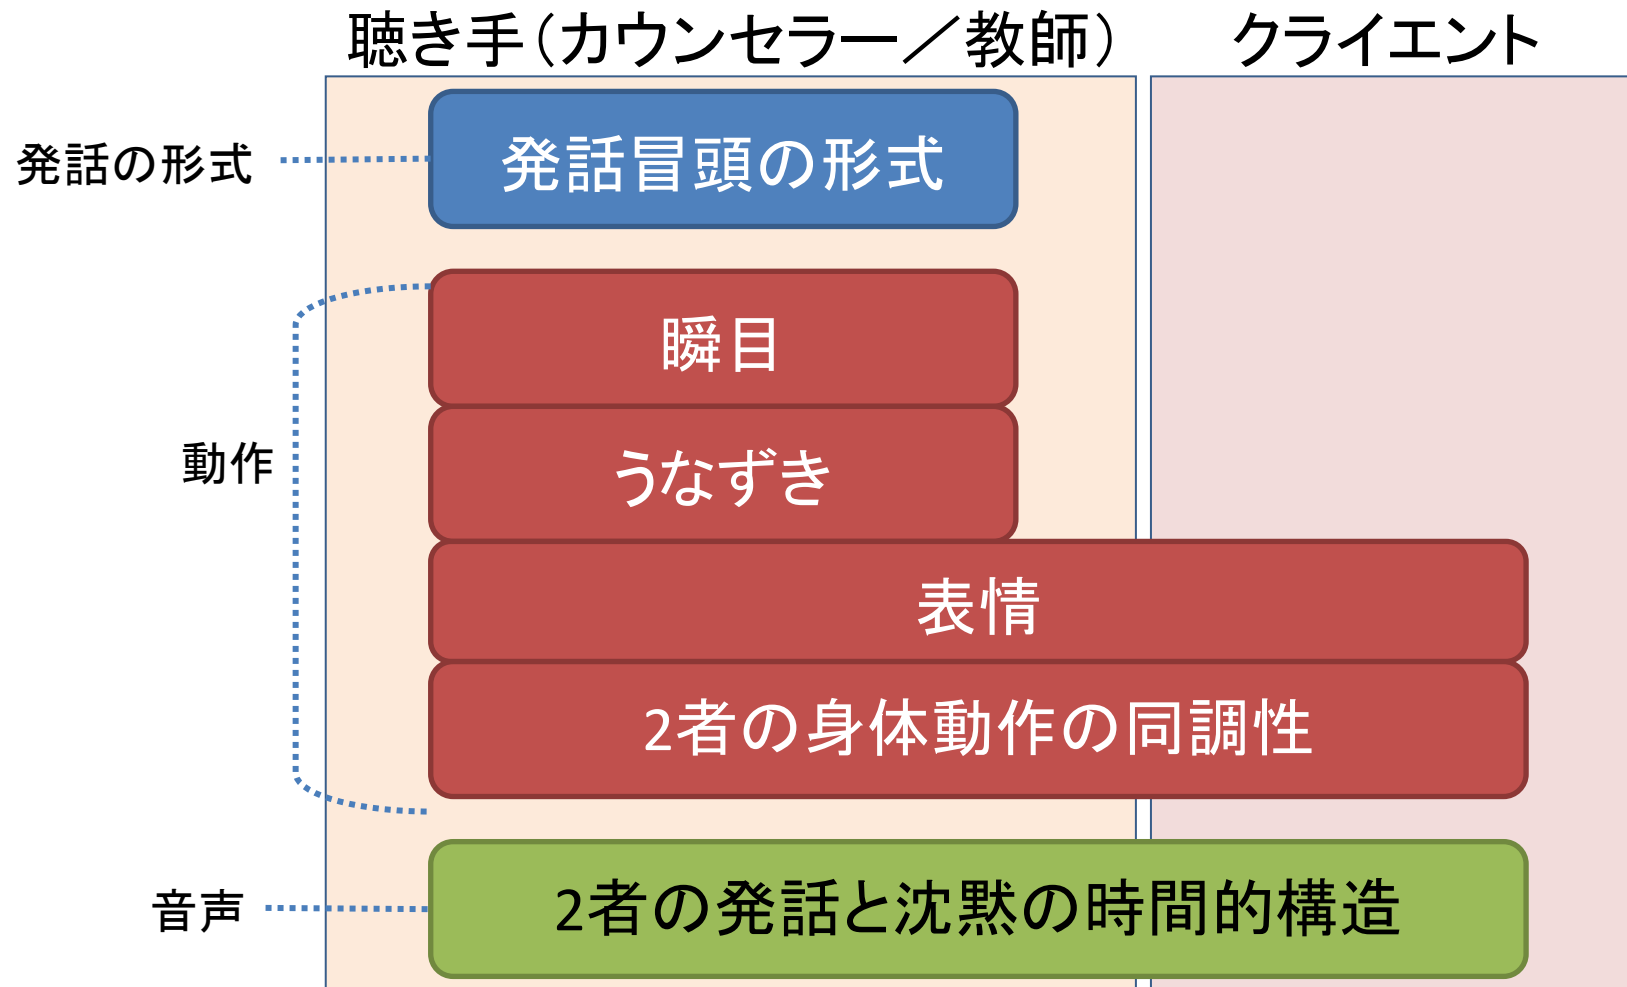 聴き手（カウンセラー／教師）
クライエント
発話の形式
発話冒頭の形式
瞬目
うなずき
動作
表情
2者の身体動作の同調性
音声
2者の発話と沈黙の時間的構造